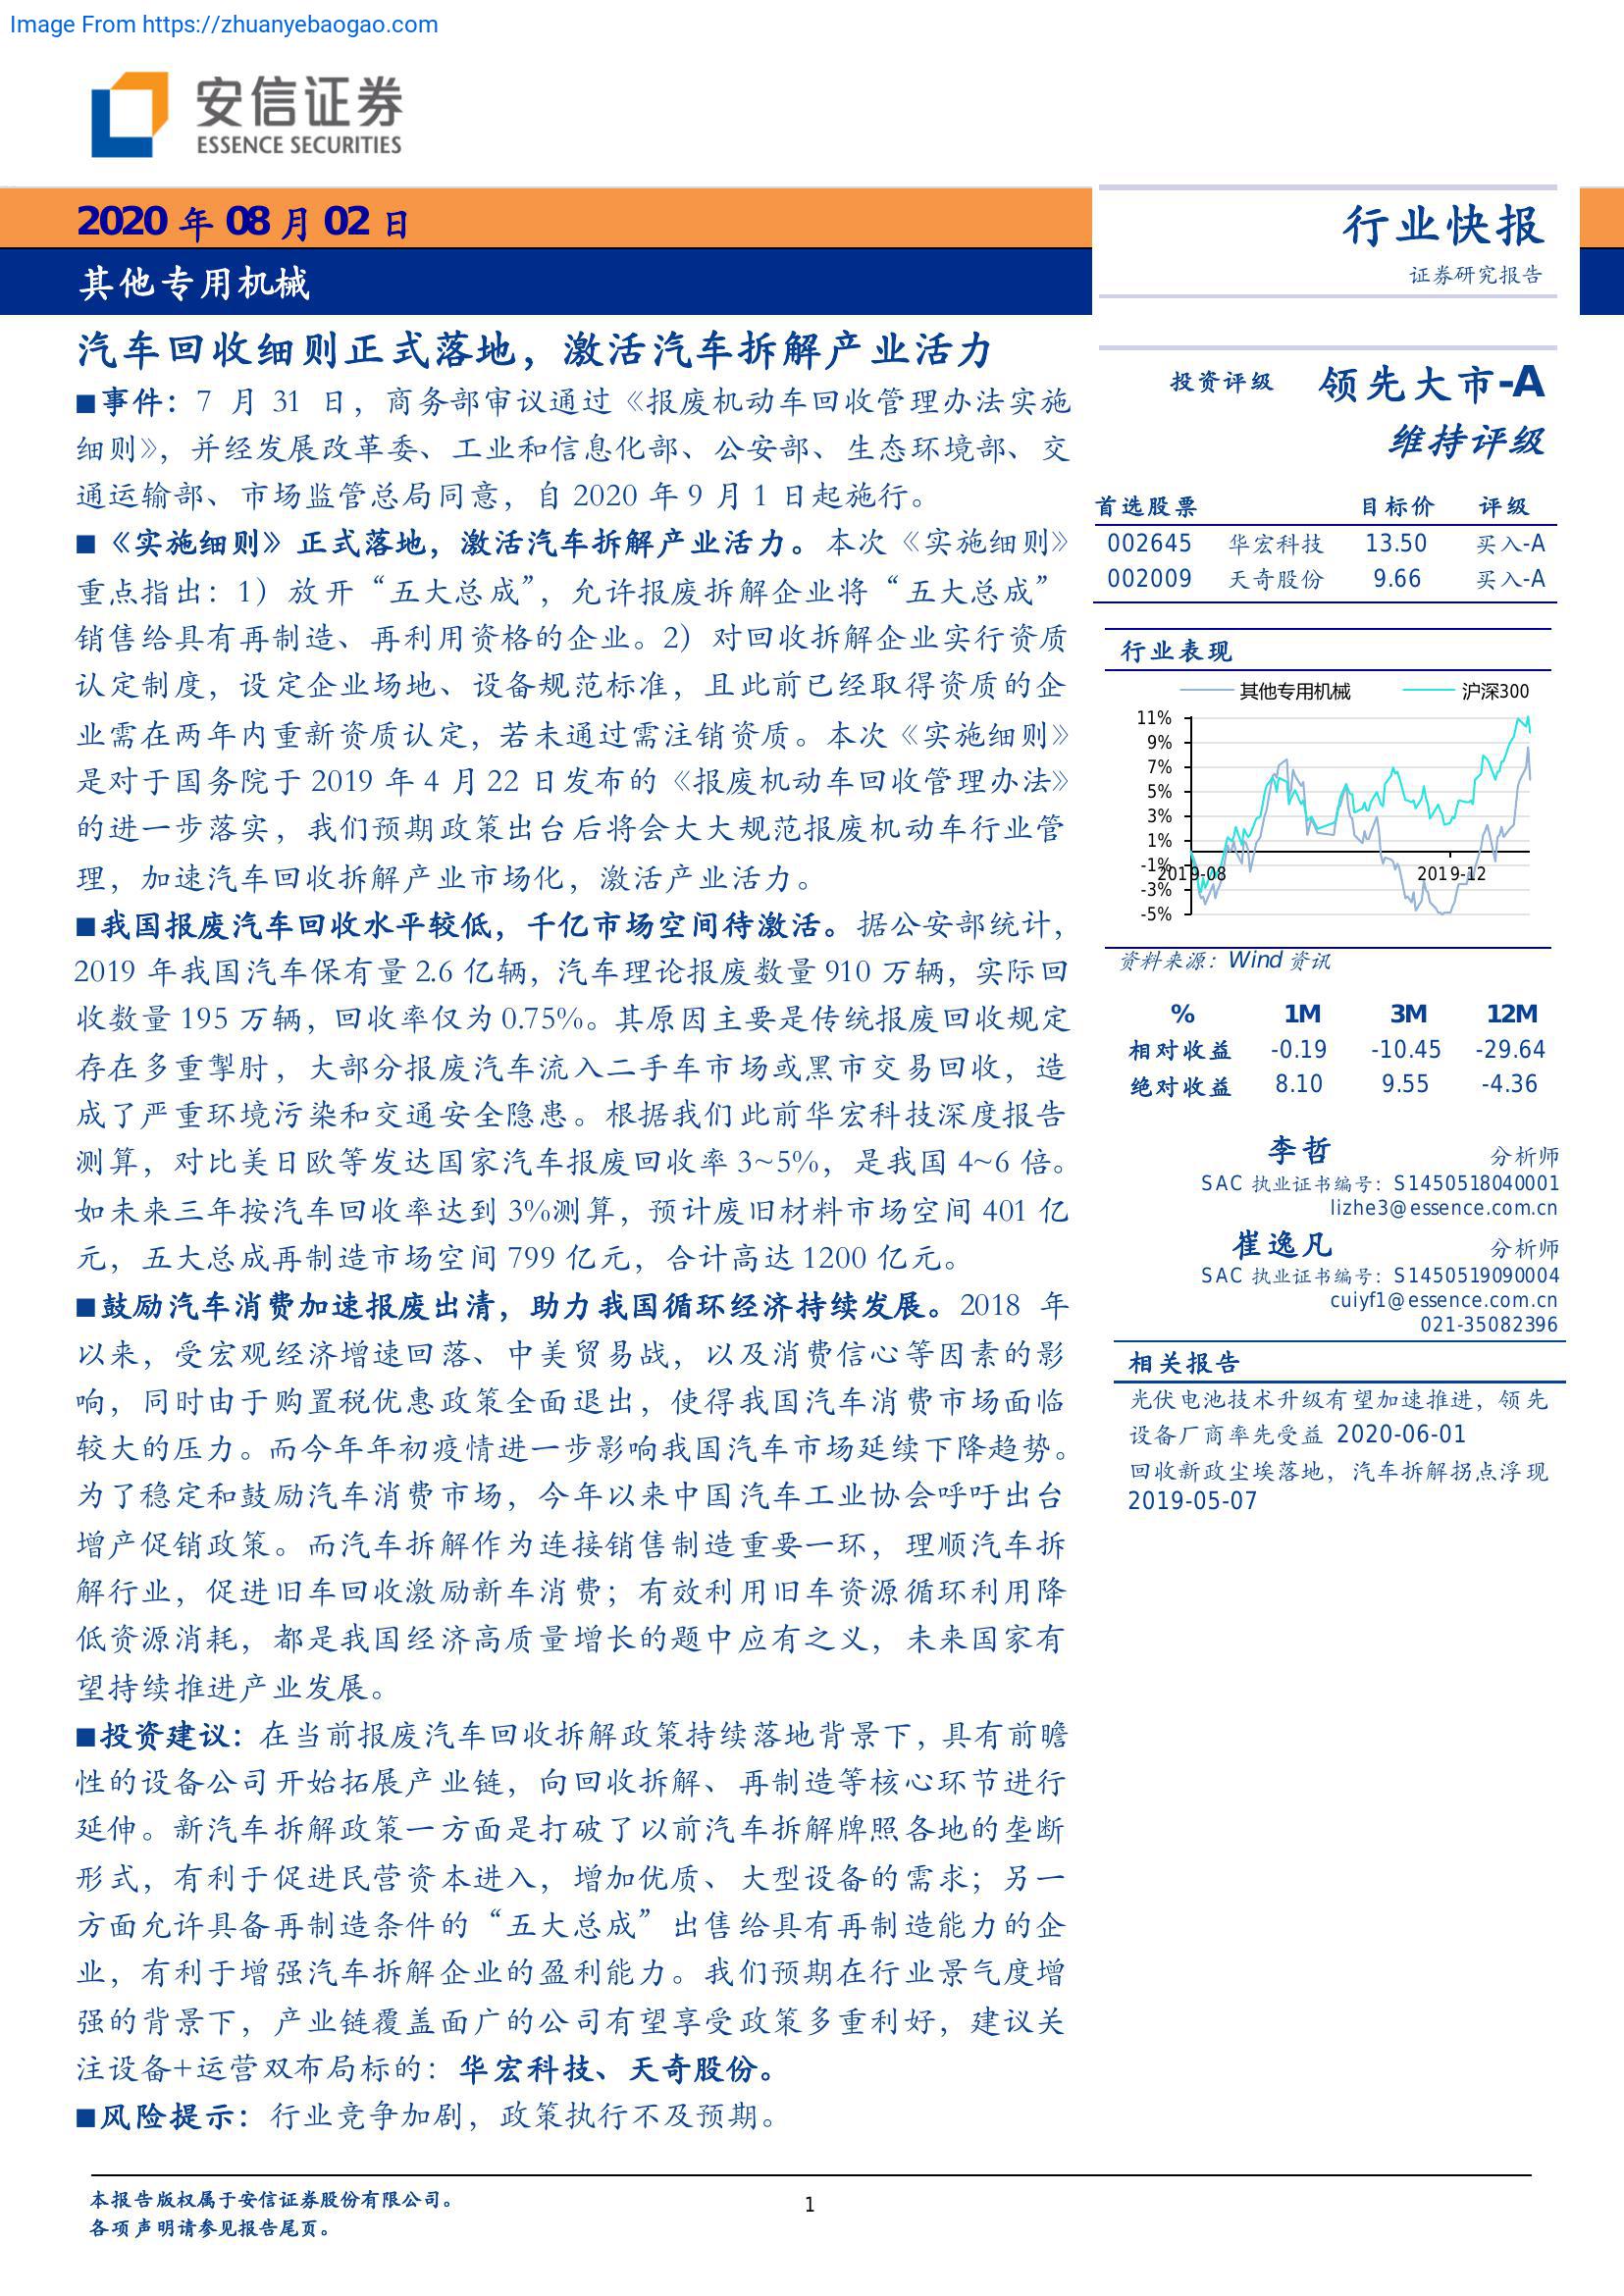 Image From https://zhuanyebaogao.com
安信证券
ESSENCE SECURITIES
2020 年 08 月 02 日
其他专用机械
汽车回收细则正式落地，激活汽车拆解产业活力
■事件：7 月 31 日，商务部审议通过《报废机动车回收管理办法实施
细则》，并经发展改革委、工业和信息化部、公安部、生态环境部、交
通运输部、市场监管总局同意，自 2020 年 9 月 1 日起施行。
■《实施细则》正式落地，激活汽车拆解产业活力。本次《实施细则》
重点指出：1）放开“五大总成”，允许报废拆解企业将“五大总成”
销售给具有再制造、再利用资格的企业。2）对回收拆解企业实行资质
认定制度，设定企业场地、设备规范标准，且此前已经取得资质的企
业需在两年内重新资质认定，若未通过需注销资质。本次《实施细则》
是对于国务院于 2019 年 4 月 22 日发布的《报废机动车回收管理办法》
的进一步落实，我们预期政策出台后将会大大规范报废机动车行业管
理，加速汽车回收拆解产业市场化，激活产业活力。
■我国报废汽车回收水平较低，千亿市场空间待激活。据公安部统计，
2019 年我国汽车保有量 2.6 亿辆，汽车理论报废数量 910 万辆，实际回
收数量 195 万辆，回收率仅为 0.75%。其原因主要是传统报废回收规定
存在多重掣肘，大部分报废汽车流入二手车市场或黑市交易回收，造
成了严重环境污染和交通安全隐患。根据我们此前华宏科技深度报告
测算，对比美日欧等发达国家汽车报废回收率 3~5%，是我国 4~6 倍。
如未来三年按汽车回收率达到 3%测算，预计废旧材料市场空间 401 亿
元，五大总成再制造市场空间 799 亿元，合计高达 1200 亿元。
■鼓励汽车消费加速报废出清，助力我国循环经济持续发展。2018 年
以来，受宏观经济增速回落、中美贸易战，以及消费信心等因素的影
响，同时由于购置税优惠政策全面退出，使得我国汽车消费市场面临
较大的压力。而今年年初疫情进一步影响我国汽车市场延续下降趋势。
为了稳定和鼓励汽车消费市场，今年以来中国汽车工业协会呼吁出台
增产促销政策。而汽车拆解作为连接销售制造重要一环，理顺汽车拆
解行业，促进旧车回收激励新车消费；有效利用旧车资源循环利用降
低资源消耗，都是我国经济高质量增长的题中应有之义，未来国家有
望持续推进产业发展。
■投资建议：在当前报废汽车回收拆解政策持续落地背景下，具有前瞻
性的设备公司开始拓展产业链，向回收拆解、再制造等核心环节进行
延伸。新汽车拆解政策一方面是打破了以前汽车拆解牌照各地的垄断
形式，有利于促进民营资本进入，增加优质、大型设备的需求；另一
方面允许具备再制造条件的“五大总成”出售给具有再制造能力的企
业，有利于增强汽车拆解企业的盈利能力。我们预期在行业景气度增
强的背景下，产业链覆盖面广的公司有望享受政策多重利好，建议关
注设备+运营双布局标的：华宏科技、天奇股份。
■风险提示：行业竞争加剧，政策执行不及预期。
行业快报
证券研究报告
投资评级 领先大市-A
维持评级
首选股票 目标价 评级
002645 华宏科技 13.50 买入-A
002009 天奇股份 9.66 买入-A
行业表现
其他专用机械 沪深300
11%
9%
7%
5%
3%
1%
-1%
2019-08 2019-12
-3%
-5%
资料来源：Wind 资讯
% 1M 3M 12M
相对收益 -0.19 -10.45 -29.64
绝对收益 8.10 9.55 -4.36
李哲 分析师
SAC 执业证书编号：S1450518040001
lizhe3@essence.com.cn
崔逸凡 分析师
SAC 执业证书编号：S1450519090004
cuiyf1@essence.com.cn
021-35082396
相关报告
光伏电池技术升级有望加速推进，领先
设备厂商率先受益 2020-06-01
回收新政尘埃落地，汽车拆解拐点浮现
2019-05-07
本报告版权属于安信证券股份有限公司。
各项声明请参见报告尾页。
1